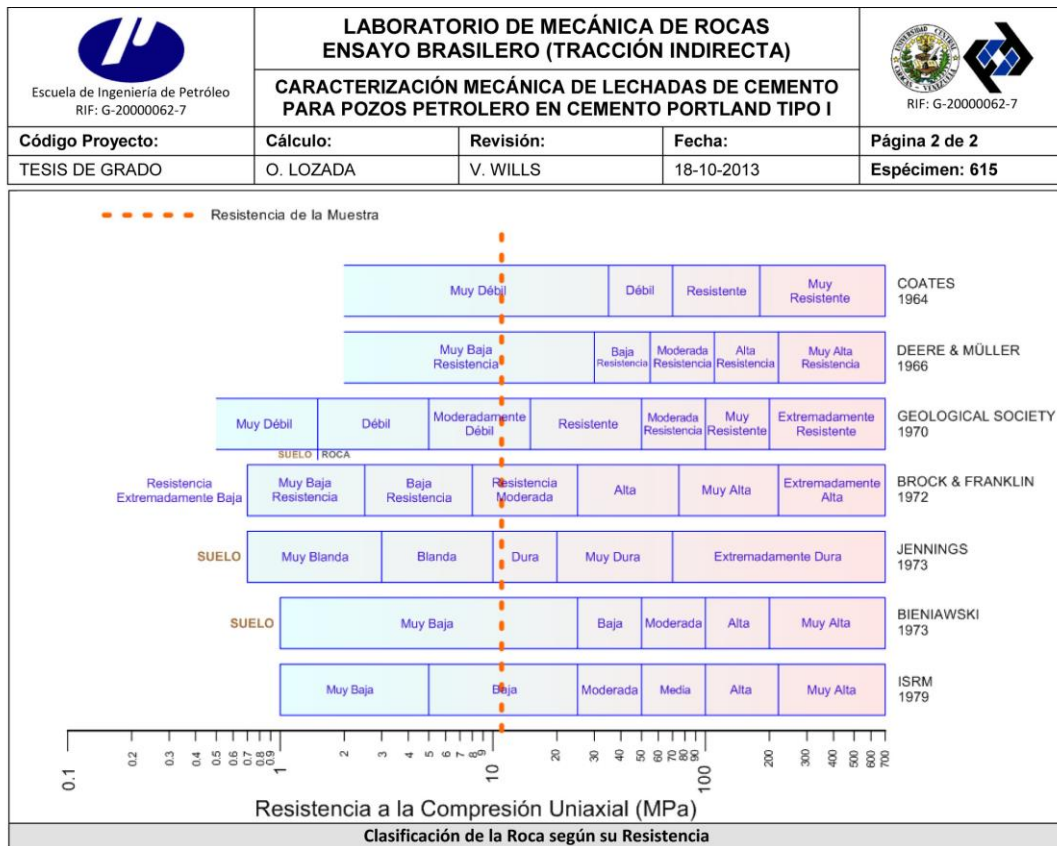 Escuela de Ingeniería de Petróleo
RIF: G-20000062-7
LABORATORIO DE MECÁNICA DE ROCAS
ENSAYO BRASILERO (TRACCIÓN INDIRECTA)
CARACTERIZACIÓN MECÁNICA DE LECHADAS DE CEMENTO
PARA POZOS PETROLERO EN CEMENTO PORTLAND TIPO I
RIF: G-20000062-7
Código Proyecto: Cálculo: Revisión: Fecha: Página 2 de 2
TESIS DE GRADO O. LOZADA V. WILLS 18-10-2013 Espécimen: 615
Resistencia de la Muestra
Muy Débil Débil Resistente Muy
Resistente
COATES
1964
Muy Baja
Resistencia
Baja
Resistencia
Moderada
Resistencia
Alta
Resistencia
Muy Alta
Resistencia
DEERE & MÜLLER
1966
Muy Débil Débil Moderadamente
Débil
Resistente
Moderada
Resistencia
Muy
Resistente
Extremadamente
Resistente
GEOLOGICAL SOCIETY
1970
SUELO ROCA
Resistencia
Extremadamente Baja
Muy Baja
Resistencia
Baja
Resistencia
Resistencia
Moderada
Alta Muy Alta
Extremadamente
Alta
BROCK & FRANKLIN
1972
SUELO Muy Blanda Blanda Dura Muy Dura Extremadamente Dura
JENNINGS
1973
SUELO Muy Baja Baja Moderada Alta Muy Alta
BIENIAWSKI
1973
Muy Baja Baja Moderada Media Alta Muy Alta
ISRM
1979
0.1 0.2 0.3 0.4 0.5 0.6 0.7 0.8 0.9 1 2 3 4 5 6 7 8 9 10 20 30 40 50 60 70 80 90 100 200 300 400 500 600 700
Resistencia a la Compresión Uniaxial (MPa)
Clasificación de la Roca según su Resistencia